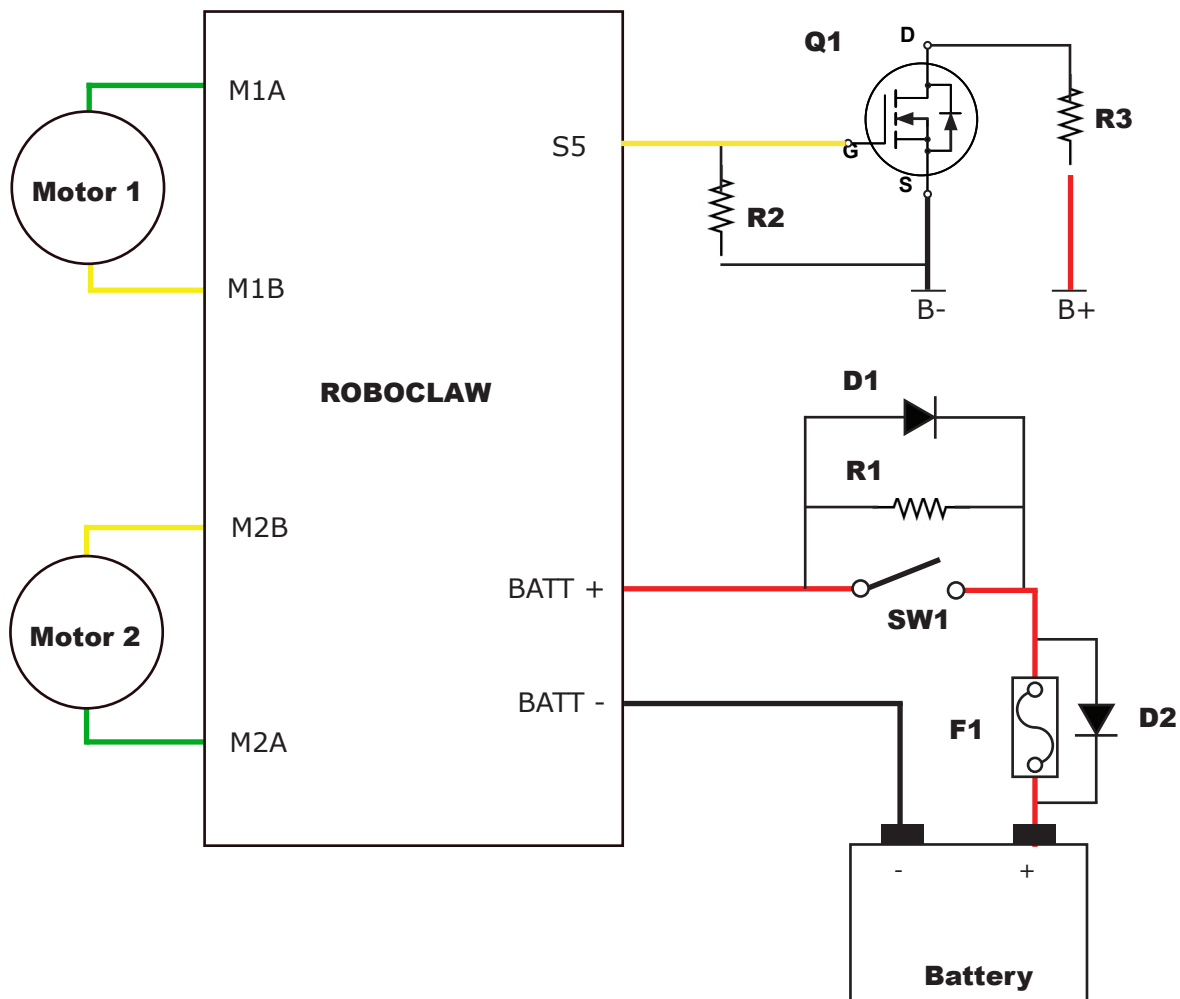 Q1
D
M1A
R3
S5
G
Motor 1
S
R2
M1B
B-
B+
D1
ROBOCLAW
R1
M2B
BATT +
SW1
Motor 2
BATT -
D2
F1
M2A
-
+
Battery